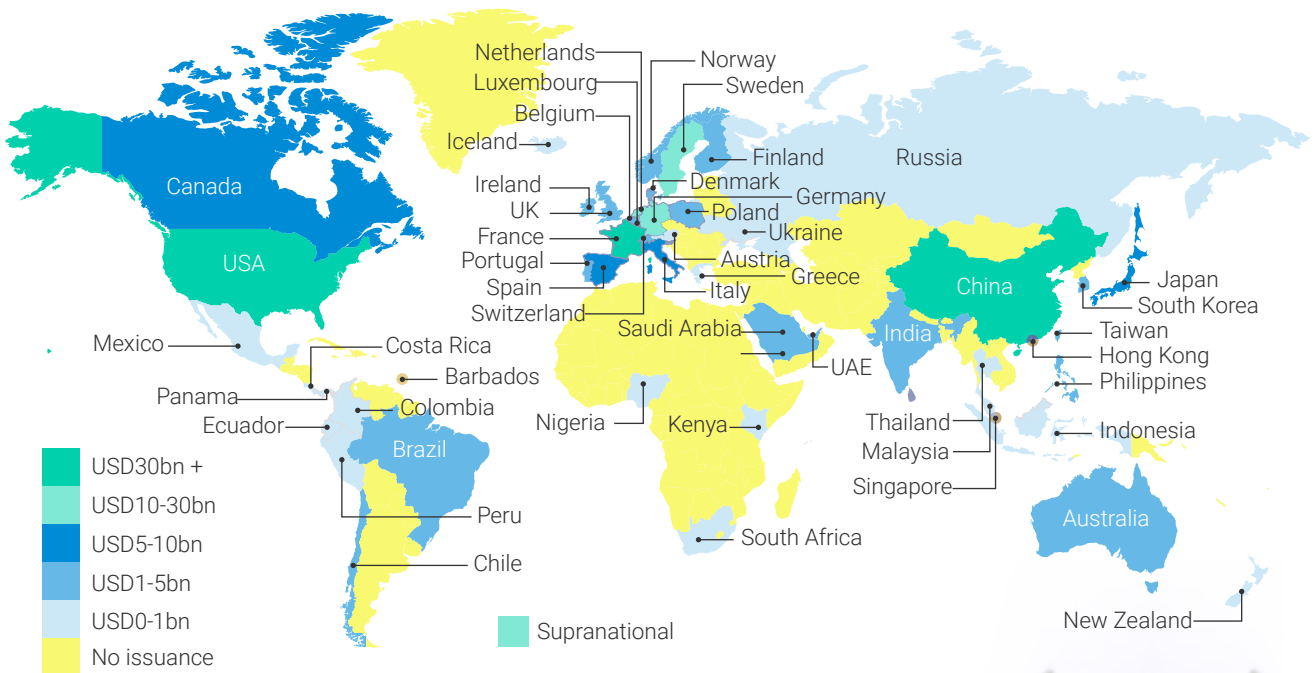 Netherlands
Norway
Luxembourg
Sweden
Belgium
Iceland
Finland
Russia
Canada
Ireland
Denmark
Germany
UK
Poland
France
Ukraine
USA
Portugal
Austria
Greece
China
Spain
Italy
Japan
Switzerland
South Korea
Saudi Arabia
India
Taiwan
Mexico
Costa Rica
Hong Kong
UAE
Barbados
Philippines
Panama
Colombia
Nigeria
Kenya
Thailand
Ecuador
Indonesia
Brazil
Malaysia
USD30bn +
Singapore
USD10-30bn
Peru
Australia
USD5-10bn
South Africa
Chile
USD1-5bn
USD0-1bn
New Zealand
Supranational
No issuance